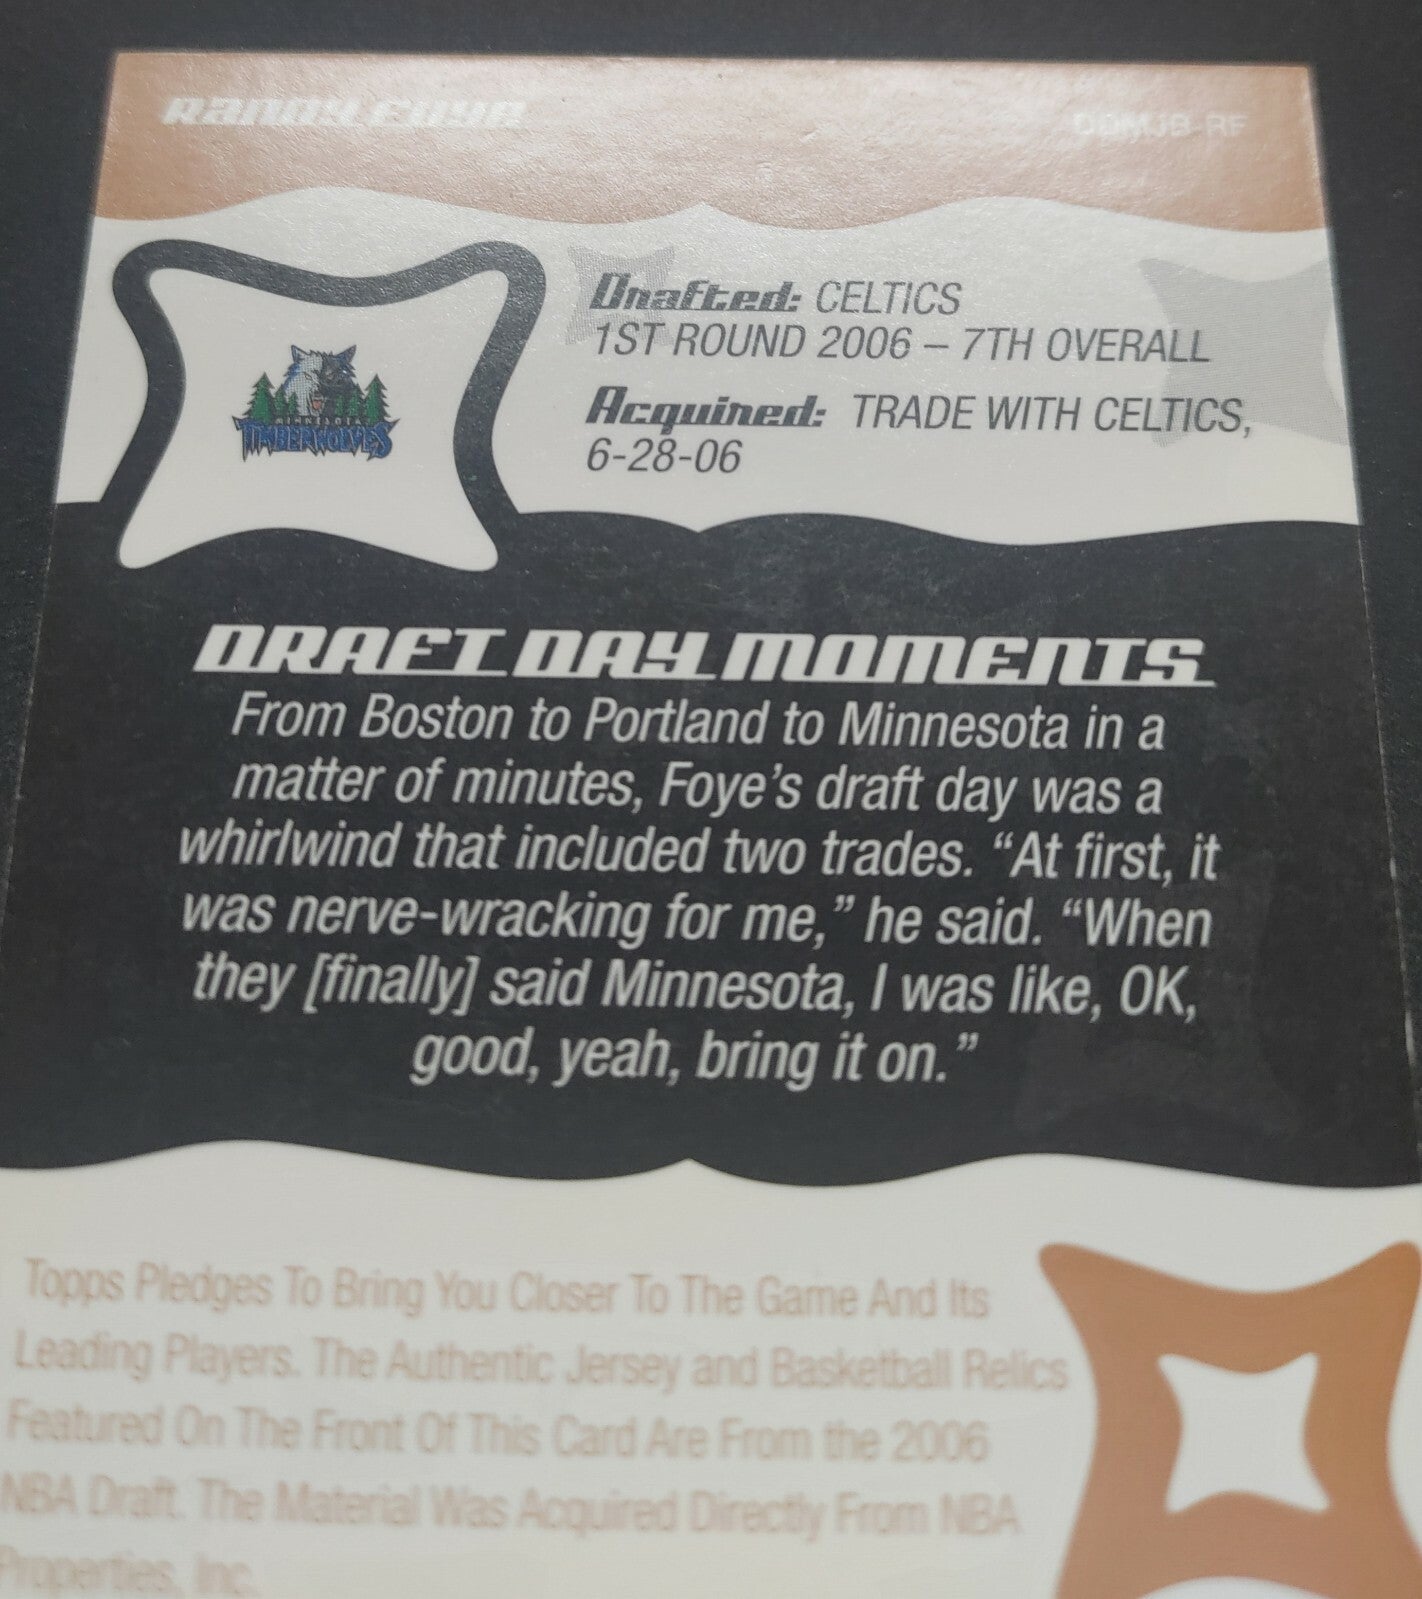 RANDY FOYE
DDMJB-RF
MINNESOTA
TIMBERWOLVES
Drafted: CELTICS
1ST ROUND 2006 – 7TH OVERALL
Acquired: TRADE WITH CELTICS,
6-28-06
DRAFT DAY MOMENTS
From Boston to Portland to Minnesota in a
matter of minutes, Foye’s draft day was a
whirlwind that included two trades. “At first, it
was nerve-wracking for me,” he said. “When
they [finally] said Minnesota, I was like, OK,
good, yeah, bring it on.”
Topps Pledges To Bring You Closer To The Game And Its
Leading Players. The Authentic Jersey and Basketball Relics
Featured On The Front Of This Card Are From the 2006
NBA Draft. The Material Was Acquired Directly From NBA
Properties, Inc.